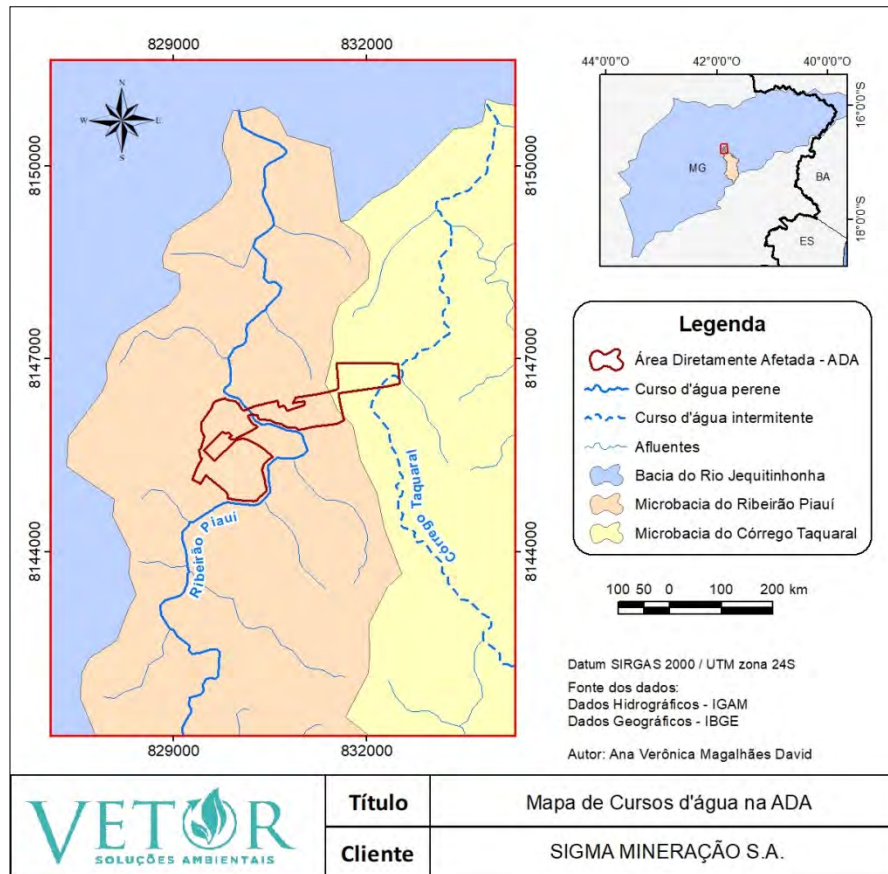 829000
832000
N
W
E
S
8150000
8147000
8144000
8150000
8147000
8144000
Ribeirão Piauí
Córrego Taquaral
829000
832000
44°0'0"O
42°0'0"O
40°0'0"O
16°0'0"S
18°0'0"S
MG
BA
ES
Legenda
Área Diretamente Afetada - ADA
Curso d'água perene
Curso d'água intermitente
Afluentes
Bacia do Rio Jequitinhonha
Microbacia do Ribeirão Piauí
Microbacia do Córrego Taquaral
100 50 0 100 200 km
Datum SIRGAS 2000 / UTM zona 24S
Fonte dos dados:
Dados Hidrográficos - IGAM
Dados Geográficos - IBGE
Autor: Ana Verônica Magalhães David
VETOR
SOLUÇÕES AMBIENTAIS
Título
Mapa de Cursos d'água na ADA
Cliente
SIGMA MINERAÇÃO S.A.